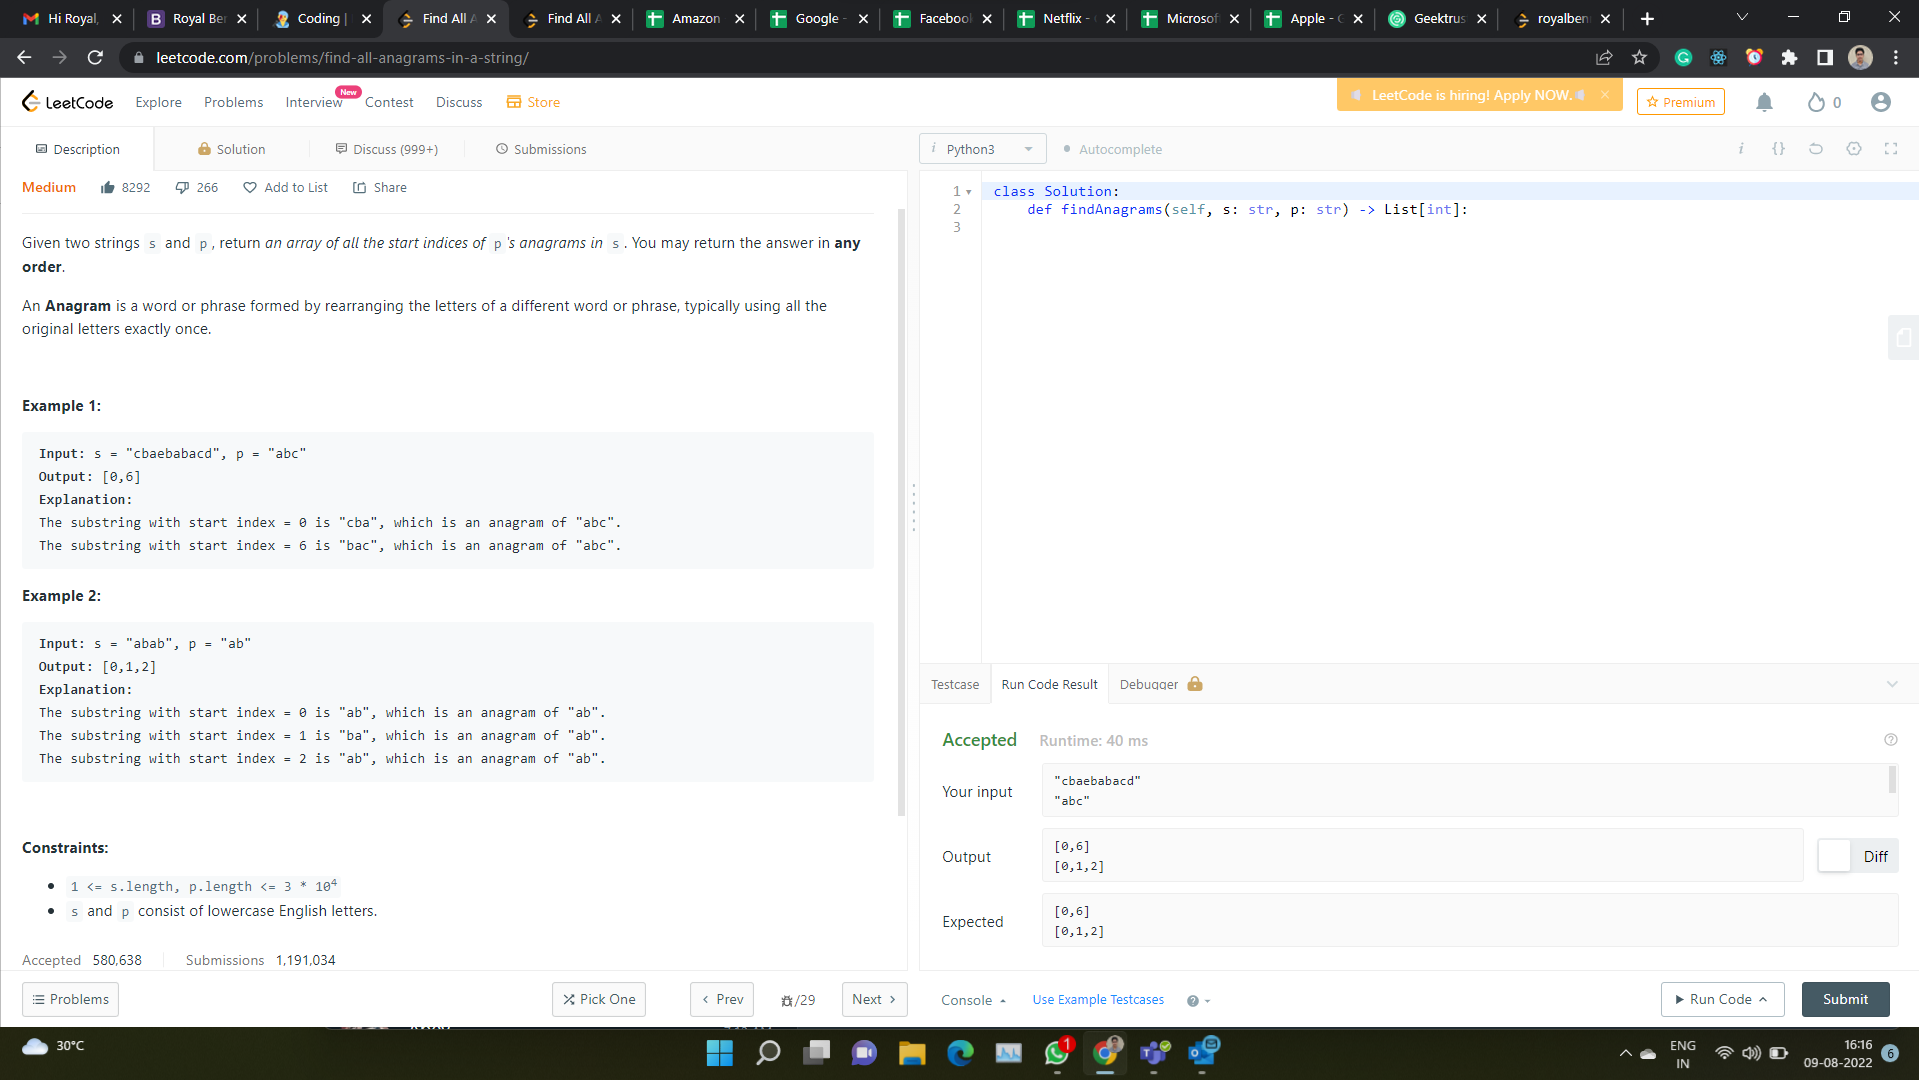 Hi Royal,
Royal Ber
Coding |
Find All A
Find All A
Amazon
Google -
Facebook
Netflix -
Microsof
Apple - C
Geektrus
royalben
leetcode.com/problems/find-all-anagrams-in-a-string/
LeetCode
Explore
Problems
Interview
New
Contest
Discuss
Store
LeetCode is hiring! Apply NOW.
Premium
0
Description
Solution
Discuss (999+)
Submissions
Python3
Autocomplete
Medium
8292
266
Add to List
Share
Given two strings s and p, return an array of all the start indices of p's anagrams in s. You may return the answer in any
order.
An Anagram is a word or phrase formed by rearranging the letters of a different word or phrase, typically using all the
original letters exactly once.
Example 1:
Input: s = "cbaebabacd", p = "abc"
Output: [0,6]
Explanation:
The substring with start index = 0 is "cba", which is an anagram of "abc".
The substring with start index = 6 is "bac", which is an anagram of "abc".
Example 2:
Input: s = "abab", p = "ab"
Output: [0,1,2]
Explanation:
The substring with start index = 0 is "ab", which is an anagram of "ab".
The substring with start index = 1 is "ba", which is an anagram of "ab".
The substring with start index = 2 is "ab", which is an anagram of "ab".
Constraints:
1 <= s.length, p.length <= 3 * 10⁴
s and p consist of lowercase English letters.
Accepted 580,638
Submissions 1,191,034
Problems
Pick One
Prev
/29
Next
1 class Solution:
2 def findAnagrams(self, s: str, p: str) -> List[int]:
3
Testcase
Run Code Result
Debugger
Accepted
Runtime: 40 ms
Your input
"cbaebabacd"
"abc"
Output
[0,6]
[0,1,2]
Diff
Expected
[0,6]
[0,1,2]
Console
Use Example Testcases
Run Code
Submit
30°C
1
ENG
IN
16:16
09-08-2022
6